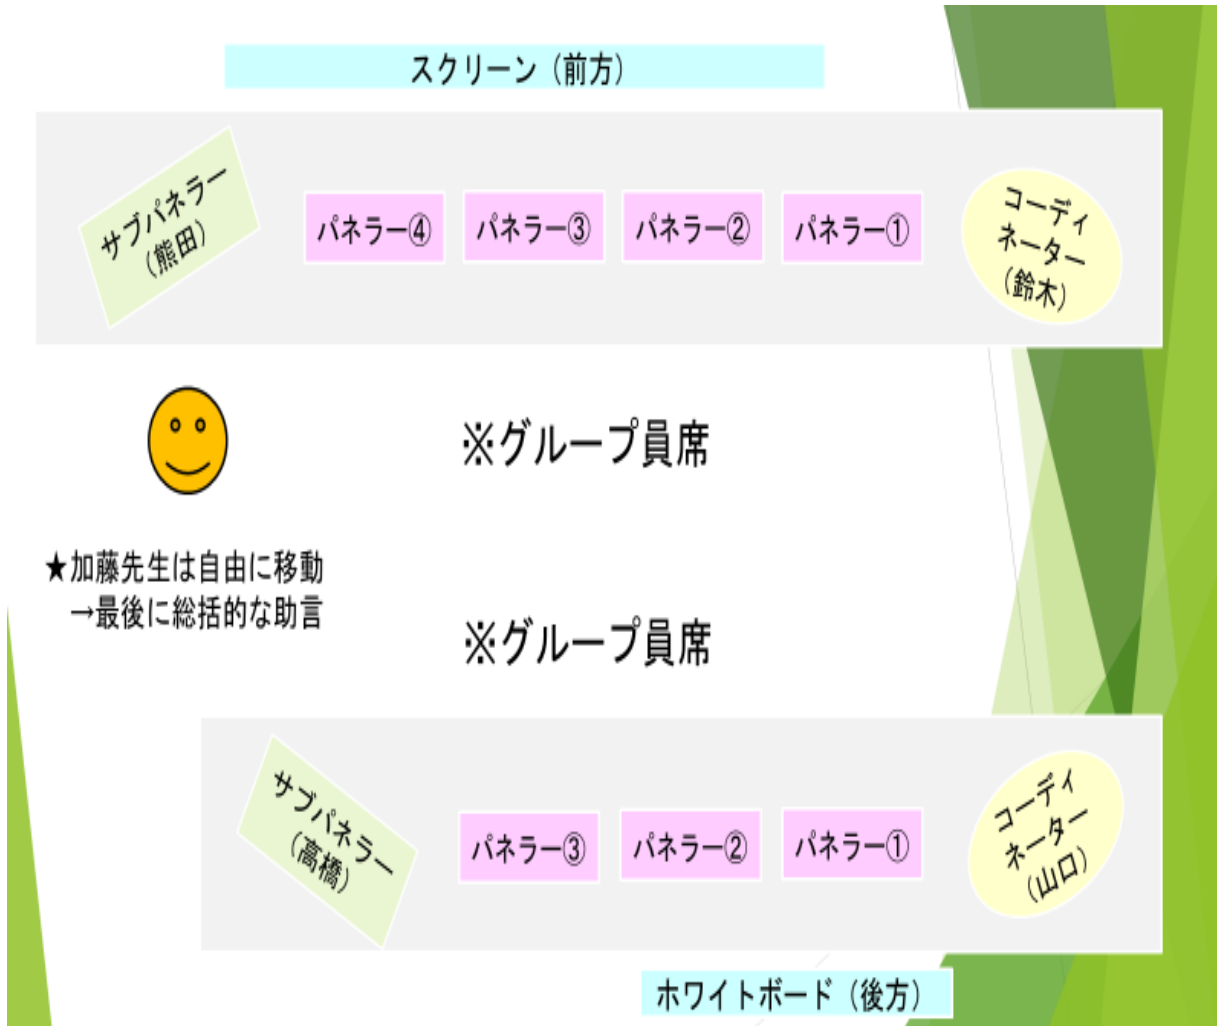 スクリーン（前方）
サブパネラー
（熊田）
パネラー④
パネラー③
パネラー②
パネラー①
コーディ
ネーター
（鈴木）
※グループ員席
★加藤先生は自由に移動
→最後に総括的な助言
※グループ員席
サブパネラー
（高橋）
パネラー③
パネラー②
パネラー①
コーディ
ネーター
（山口）
ホワイトボード（後方）